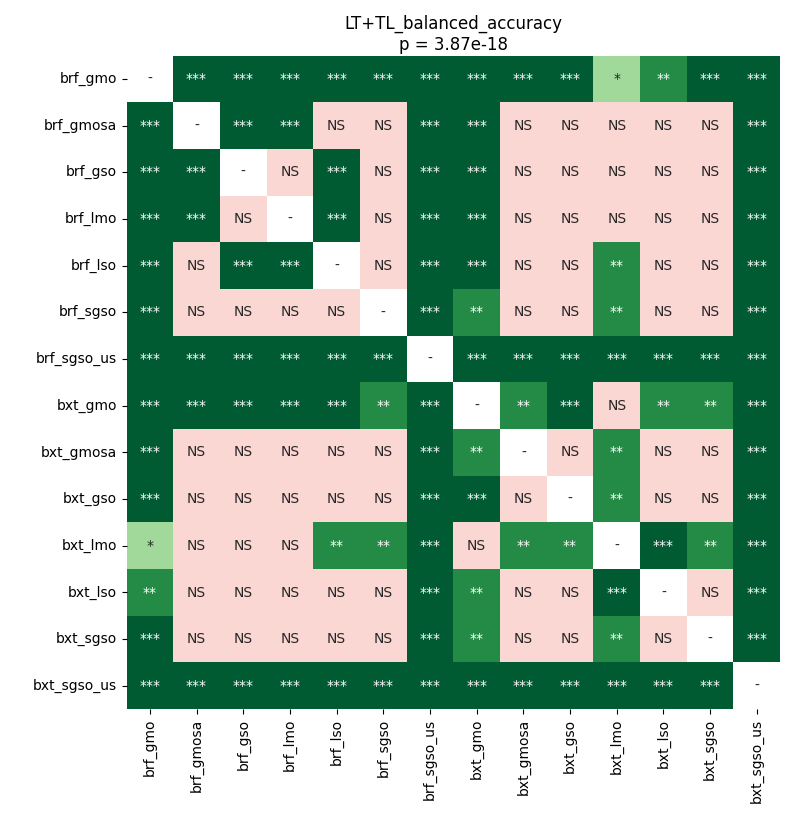 LT+TL_balanced_accuracy
p = 3.87e-18
brf_gmo - *** *** *** *** *** *** *** *** *** * ** *** ***
brf_gmosa *** - *** *** NS NS *** *** NS NS NS NS NS ***
brf_gso *** *** - NS *** NS *** *** NS NS NS NS NS ***
brf_lmo *** *** NS - *** NS *** *** NS NS NS NS NS ***
brf_lso *** NS *** *** - NS *** *** NS NS ** NS NS ***
brf_sgso *** NS NS NS NS - *** ** NS NS ** NS NS ***
brf_sgso_us *** *** *** *** *** *** - *** *** *** *** *** *** ***
bxt_gmo *** *** *** *** *** ** *** - ** *** NS ** ** ***
bxt_gmosa *** NS NS NS NS NS *** ** - NS ** NS NS ***
bxt_gso *** NS NS NS NS NS *** *** NS - ** NS NS ***
bxt_lmo * NS NS NS ** ** *** NS ** ** - *** ** ***
bxt_lso ** NS NS NS NS NS *** ** NS NS *** - NS ***
bxt_sgso *** NS NS NS NS NS *** ** NS NS ** NS - ***
bxt_sgso_us *** *** *** *** *** *** *** *** *** *** *** *** *** -
brf_gmo brf_gmosa brf_gso brf_lmo brf_lso brf_sgso brf_sgso_us bxt_gmo bxt_gmosa bxt_gso bxt_lmo bxt_lso bxt_sgso bxt_sgso_us